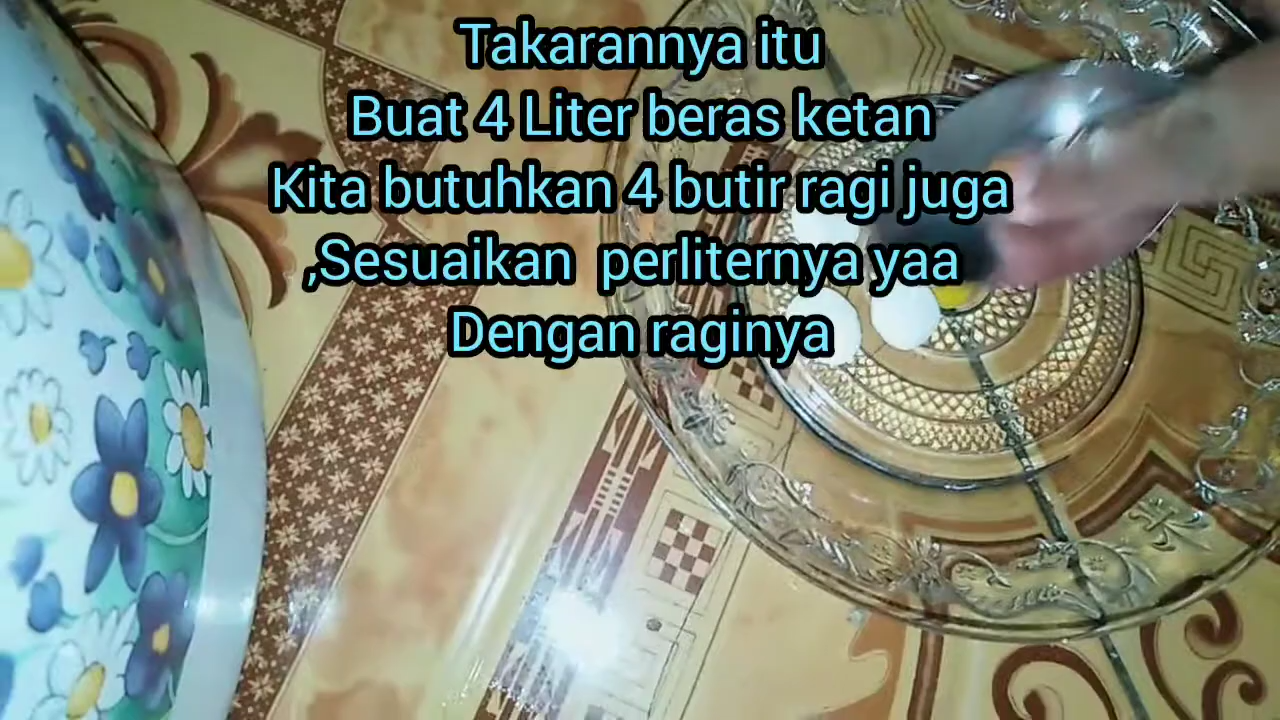 Takarannya itu
Buat 4 Liter beras ketan
Kita butuhkan 4 butir ragi juga
,Sesuaikan  perliternya yaa
Dengan raginya